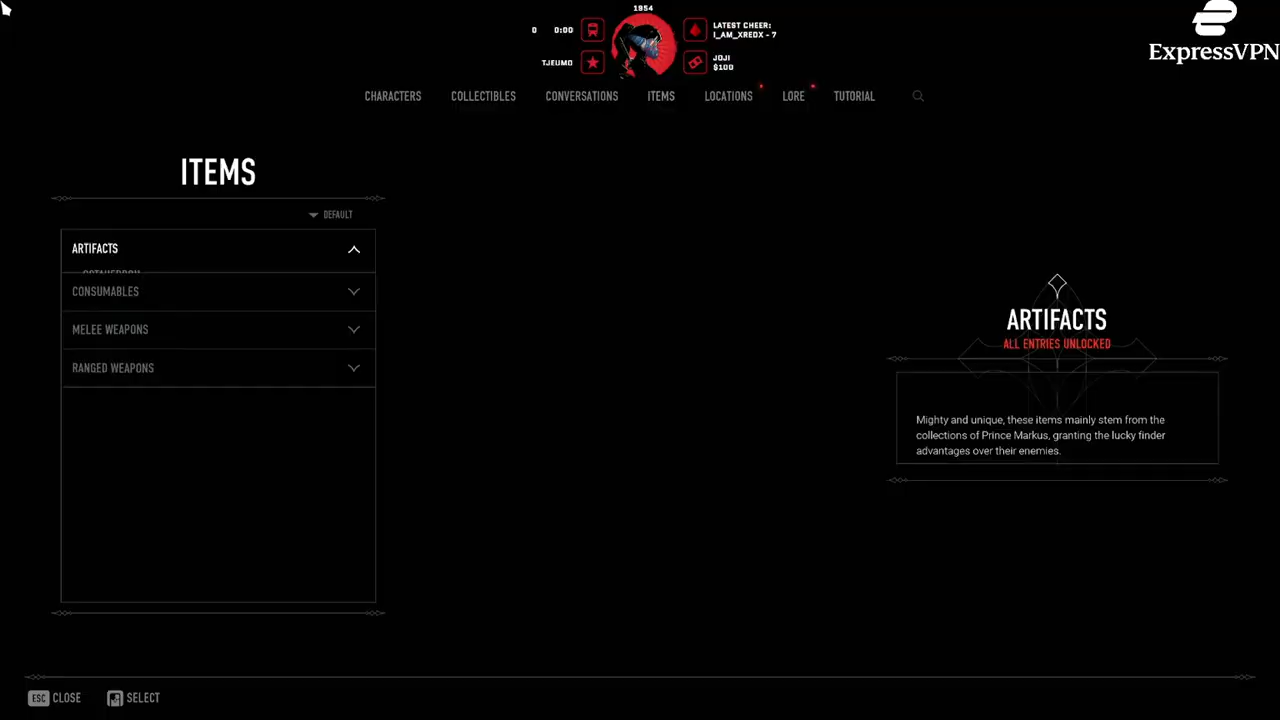 1954
0 0:00
LATEST CHEER:
I_AM_XREDX - 7
TJEUMO
JOJI
$100
ExpressVPN
CHARACTERS COLLECTIBLES CONVERSATIONS ITEMS LOCATIONS LORE TUTORIAL
ITEMS
DEFAULT
ARTIFACTS
CONSUMABLES
MELEE WEAPONS
RANGED WEAPONS
ARTIFACTS
ALL ENTRIES UNLOCKED
Mighty and unique, these items mainly stem from the
collections of Prince Markus, granting the lucky finder
advantages over their enemies.
ESC CLOSE SELECT